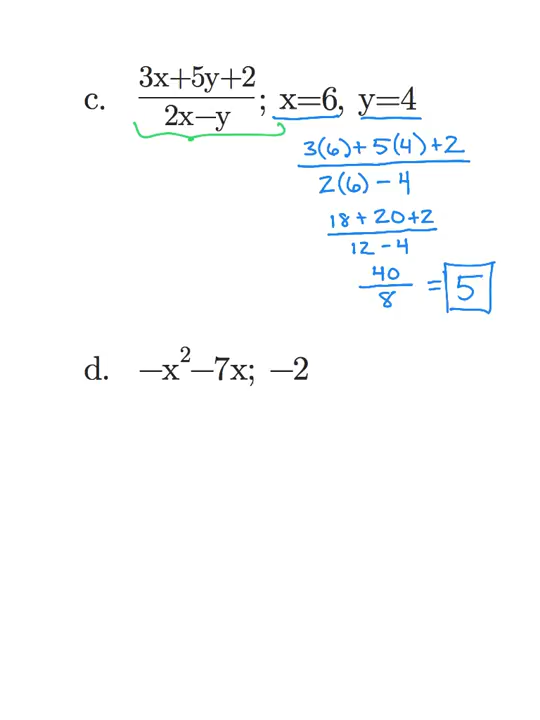 c. (3x+5y+2)/(2x−y); x=6, y=4
(3(6)+5(4)+2)/(2(6)−4)
(18+20+2)/(12−4)
40/8 = 5
d. −x²−7x; −2